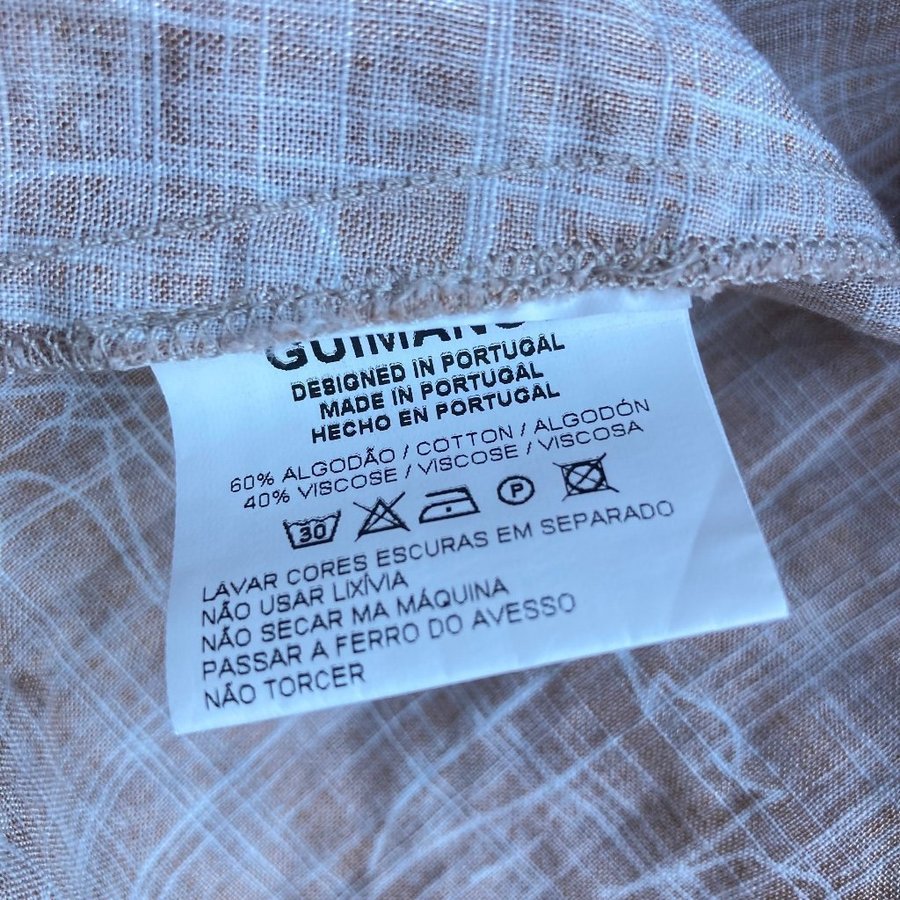 DESIGNED IN PORTUGAL
MADE IN PORTUGAL
HECHO EN PORTUGAL
60% ALGODÃO / COTTON / ALGODÓN
40% VISCOSE / VISCOSE / VISCOSA
30 P
LAVAR CORES ESCURAS EM SEPARADO
NÃO USAR LIXÍVIA
NÃO SECAR MA MÁQUINA
PASSAR A FERRO DO AVESSO
NÃO TORCER